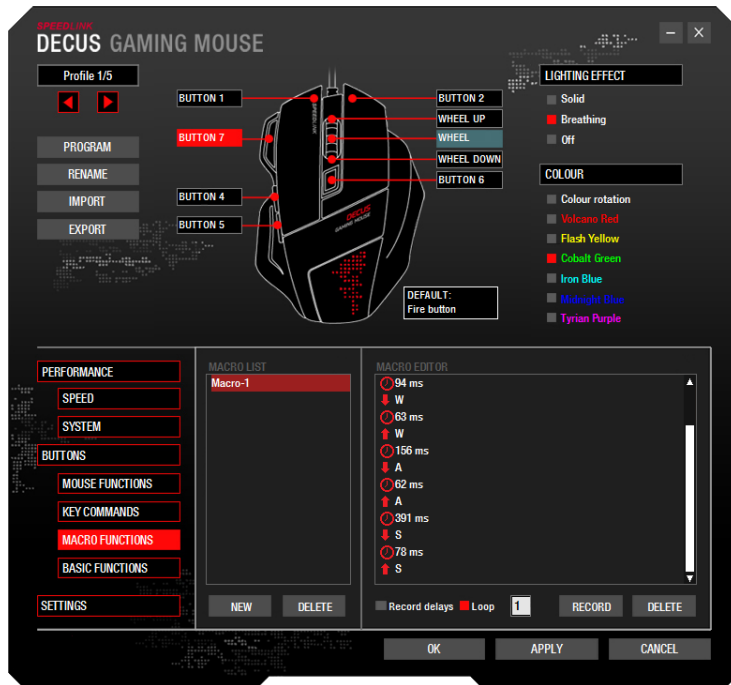 SPEEDLINK
DECUS GAMING MOUSE
Profile 1/5
PROGRAM
RENAME
IMPORT
EXPORT
BUTTON 1
BUTTON 7
BUTTON 4
BUTTON 5
BUTTON 2
WHEEL UP
WHEEL
WHEEL DOWN
BUTTON 6
SPEEDLINK
DECUS
GAMING MOUSE
DEFAULT:
Fire button
LIGHTING EFFECT
Solid
Breathing
Off
COLOUR
Colour rotation
Volcano Red
Flash Yellow
Cobalt Green
Iron Blue
Midnight Blue
Tyrian Purple
PERFORMANCE
SPEED
SYSTEM
BUTTONS
MOUSE FUNCTIONS
KEY COMMANDS
MACRO FUNCTIONS
BASIC FUNCTIONS
SETTINGS
MACRO LIST
Macro-1
NEW DELETE
MACRO EDITOR
94 ms
W
63 ms
W
156 ms
A
62 ms
A
391 ms
S
78 ms
S
Record delays Loop 1 RECORD DELETE
OK APPLY CANCEL